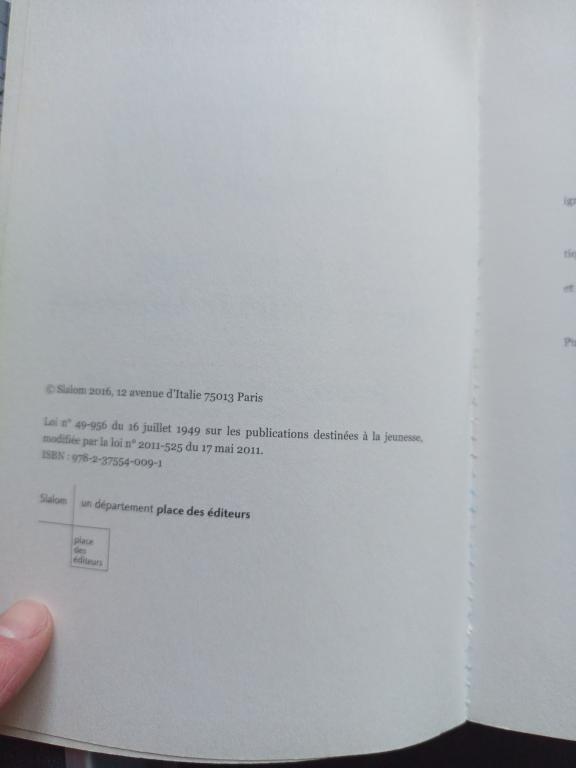 © Slalom 2016, 12 avenue d'Italie 75013 Paris
Loi n° 49-956 du 16 juillet 1949 sur les publications destinées à la jeunesse,
modifiée par la loi n° 2011-525 du 17 mai 2011.
ISBN : 978-2-37554-009-1
Slalom un département place des éditeurs
place
des
éditeurs
et